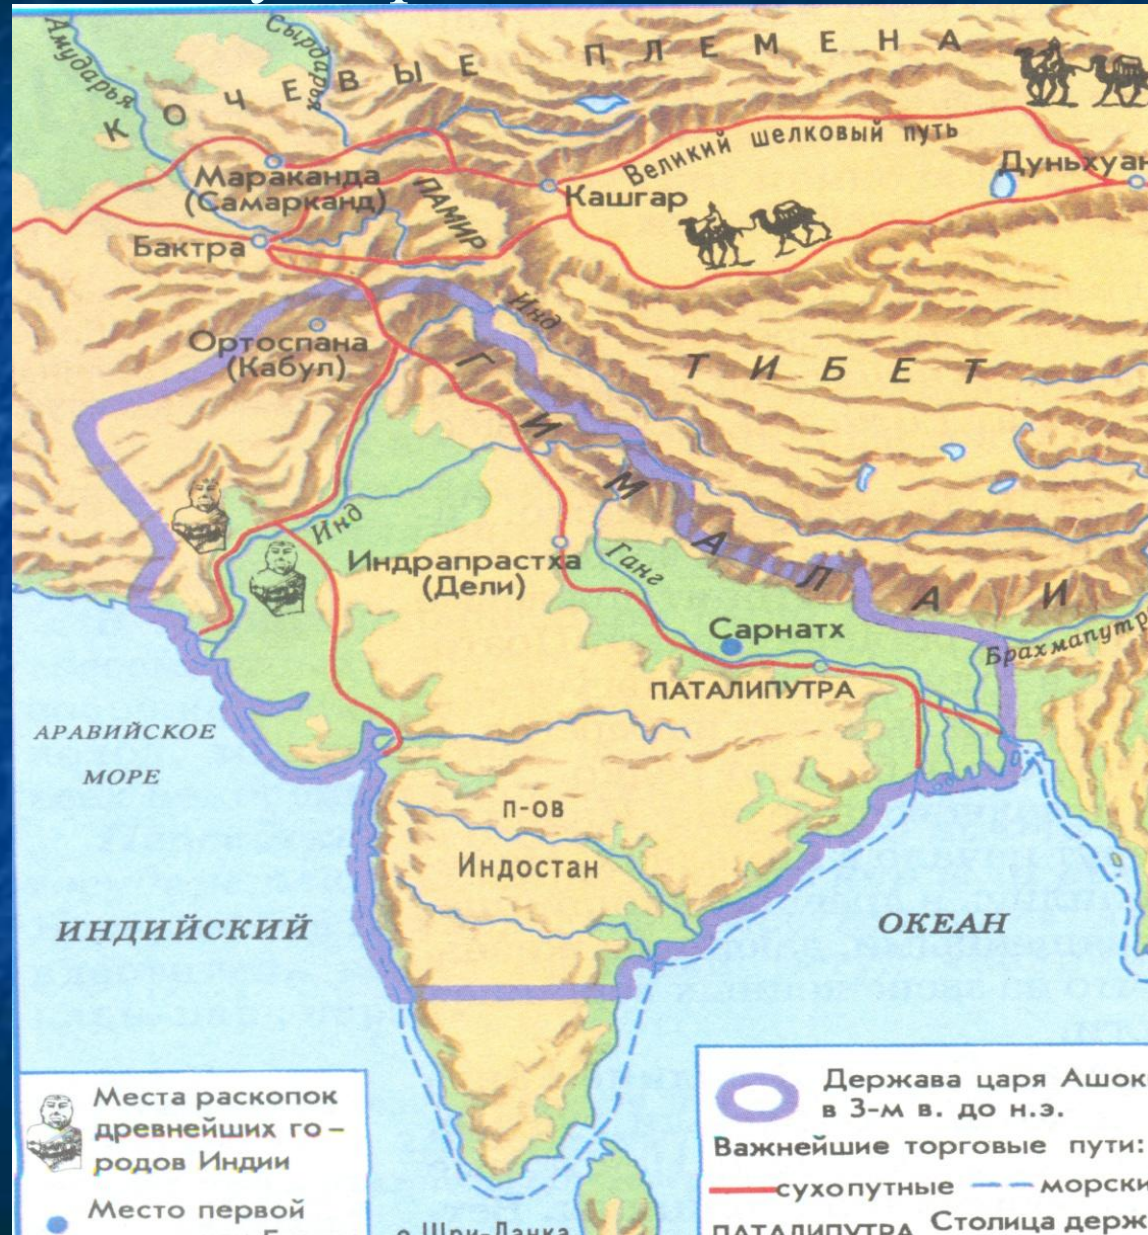 Амударья
Сырдарья
КОЧЕВЫЕ ПЛЕМЕНА
Великий шелковый путь
Мараканда
(Самарканд)
ПАМИР
Кашгар
Дуньхуан
Бактра
Инд
Ортоспана
(Кабул)
ТИБЕТ
ГИМАЛАИ
Инд
Индрапрастха
(Дели)
Ганг
Сарнатх
Брахмапутр
ПАТАЛИПУТРА
АРАВИЙСКОЕ
МОРЕ
п-ов
Индостан
ИНДИЙСКИЙ
ОКЕАН
Места раскопок
древнейших го –
родов Индии
Место первой
Держава царя Ашок
в 3-м в. до н.э.
Важнейшие торговые пути:
сухопутные
морски
ПАТАЛИПУТРА Столица держ
о Шри-Ланка